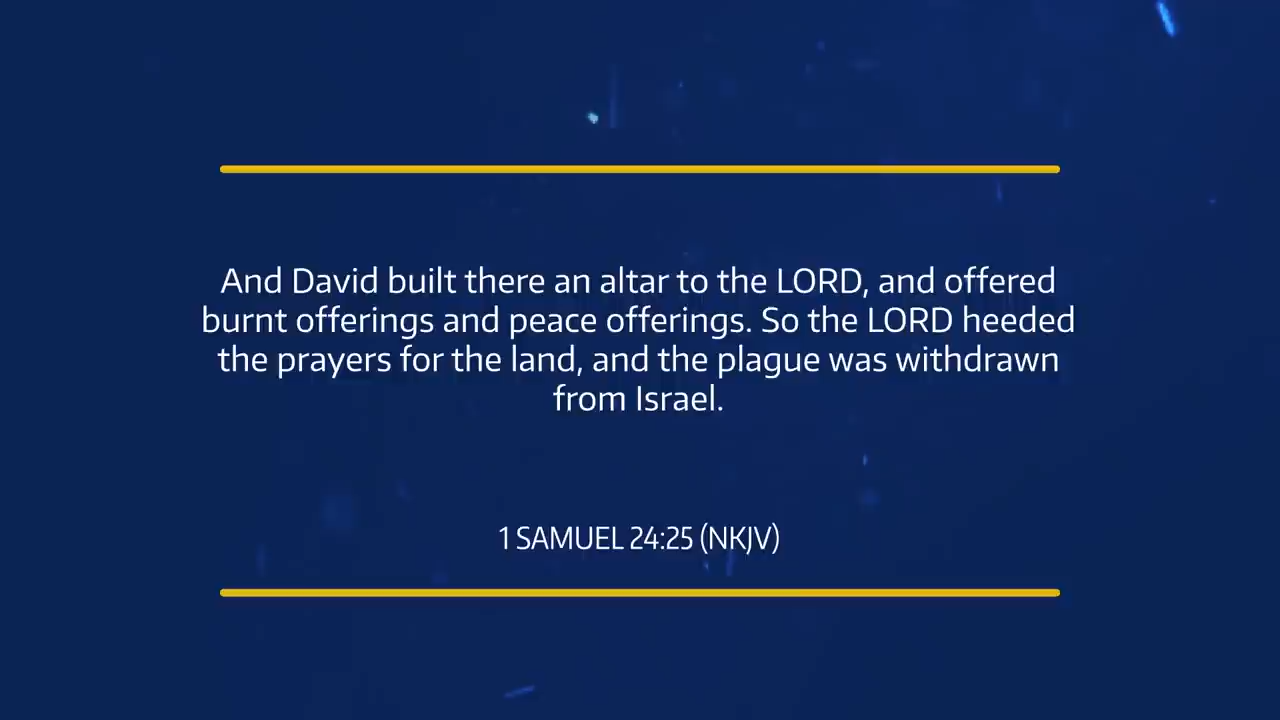 And David built there an altar to the LORD, and offered
burnt offerings and peace offerings. So the LORD heeded
the prayers for the land, and the plague was withdrawn
from Israel.
1 SAMUEL 24:25 (NKJV)